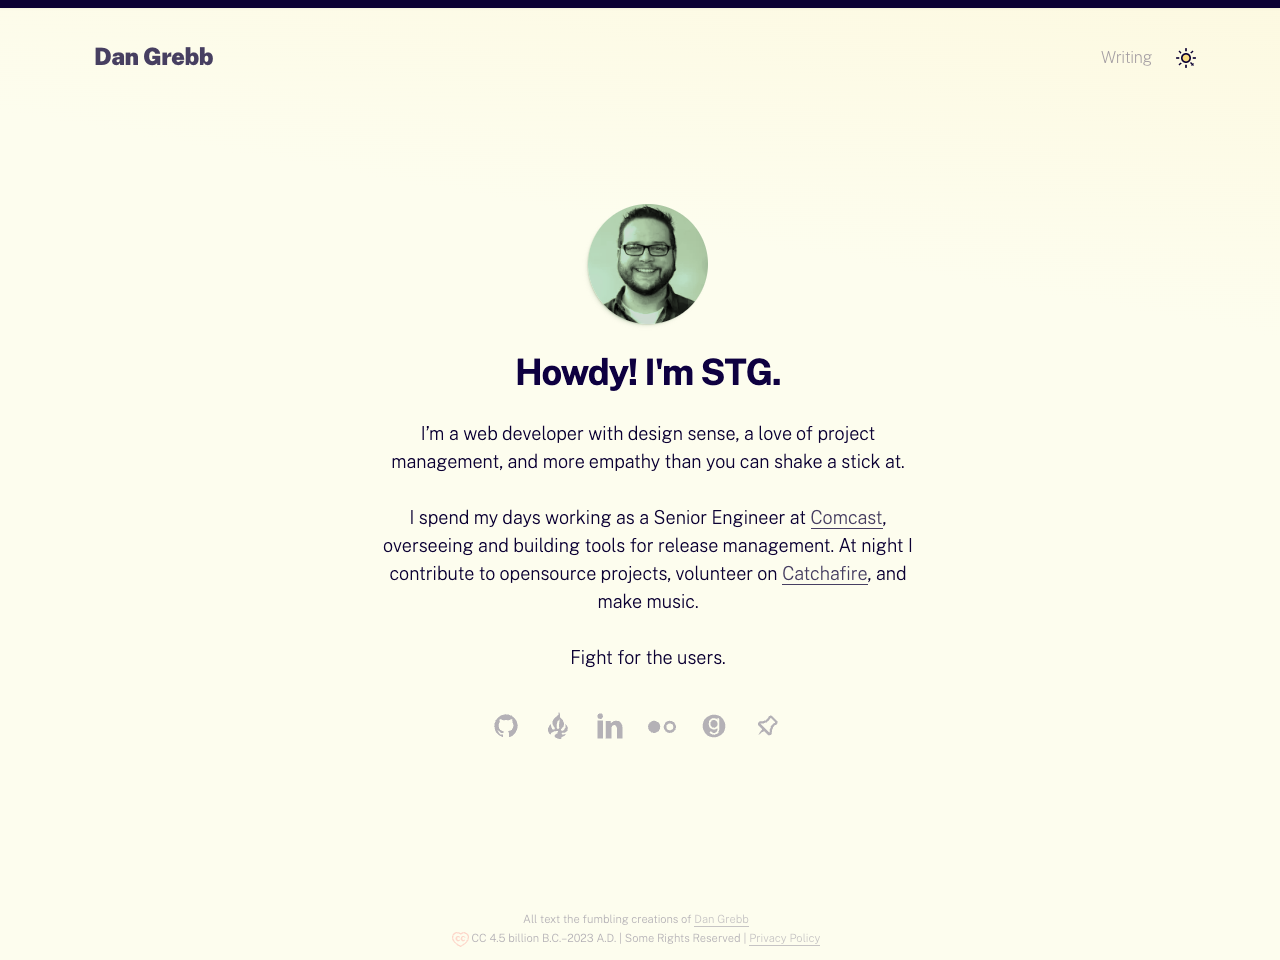 Dan Grebb
Writing
Howdy! I'm STG.
I’m a web developer with design sense, a love of project
management, and more empathy than you can shake a stick at.
I spend my days working as a Senior Engineer at Comcast,
overseeing and building tools for release management. At night I
contribute to opensource projects, volunteer on Catchafire, and
make music.
Fight for the users.
All text the fumbling creations of Dan Grebb
CC 4.5 billion B.C.–2023 A.D. | Some Rights Reserved | Privacy Policy